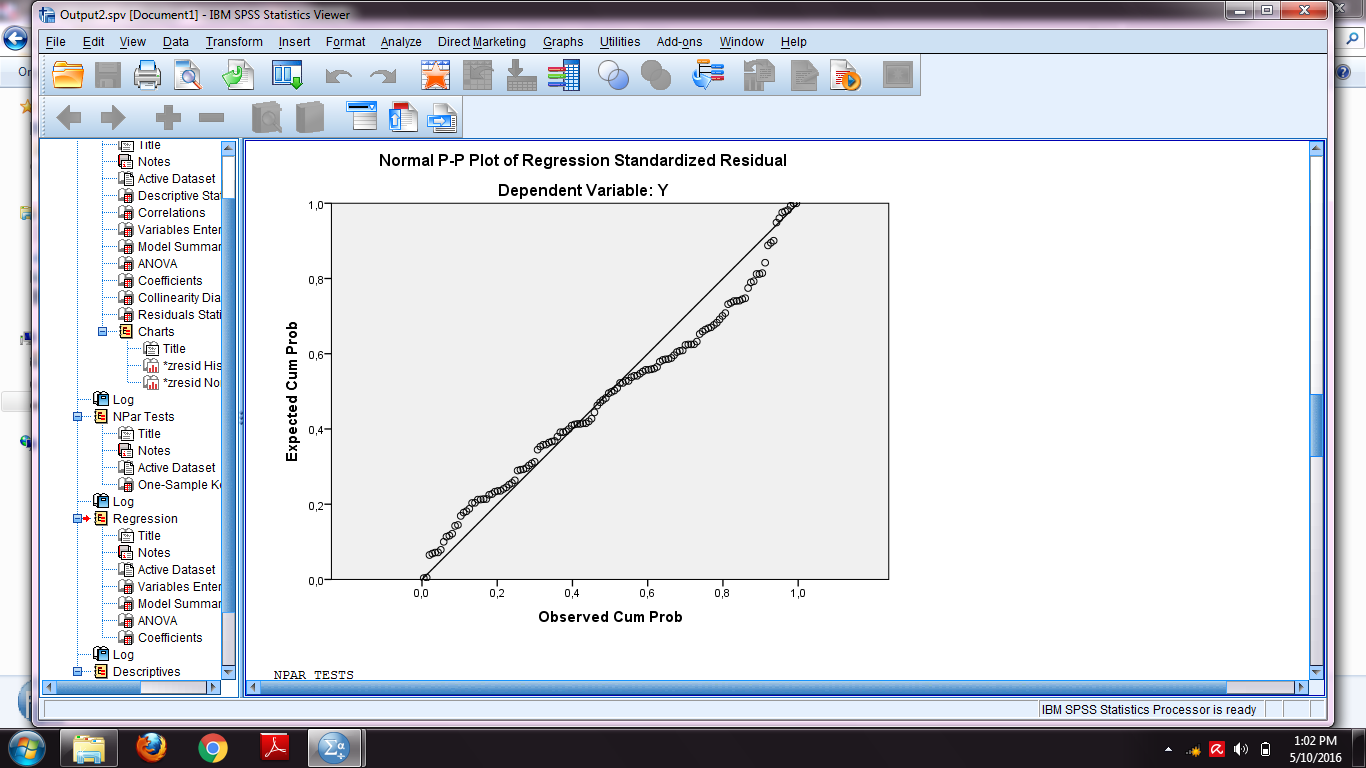 Output2.spv [Document1] - IBM SPSS Statistics Viewer
File Edit View Data Transform Insert Format Analyze Direct Marketing Graphs Utilities Add-ons Window Help
Or
Title
Notes
Active Dataset
Descriptive Stat
Correlations
Variables Enter
Model Summar
ANOVA
Coefficients
Collinearity Dia
Residuals Stati
Charts
Title
*zresid His
*zresid No
Log
NPar Tests
Title
Notes
Active Dataset
One-Sample Ko
Log
Regression
Title
Notes
Active Dataset
Variables Enter
Model Summar
ANOVA
Coefficients
Log
Descriptives
Normal P-P Plot of Regression Standardized Residual
Dependent Variable: Y
Expected Cum Prob
1,0
0,8
0,6
0,4
0,2
0,0
0,0 0,2 0,4 0,6 0,8 1,0
Observed Cum Prob
NPAR TESTS
IBM SPSS Statistics Processor is ready
1:02 PM
5/10/2016